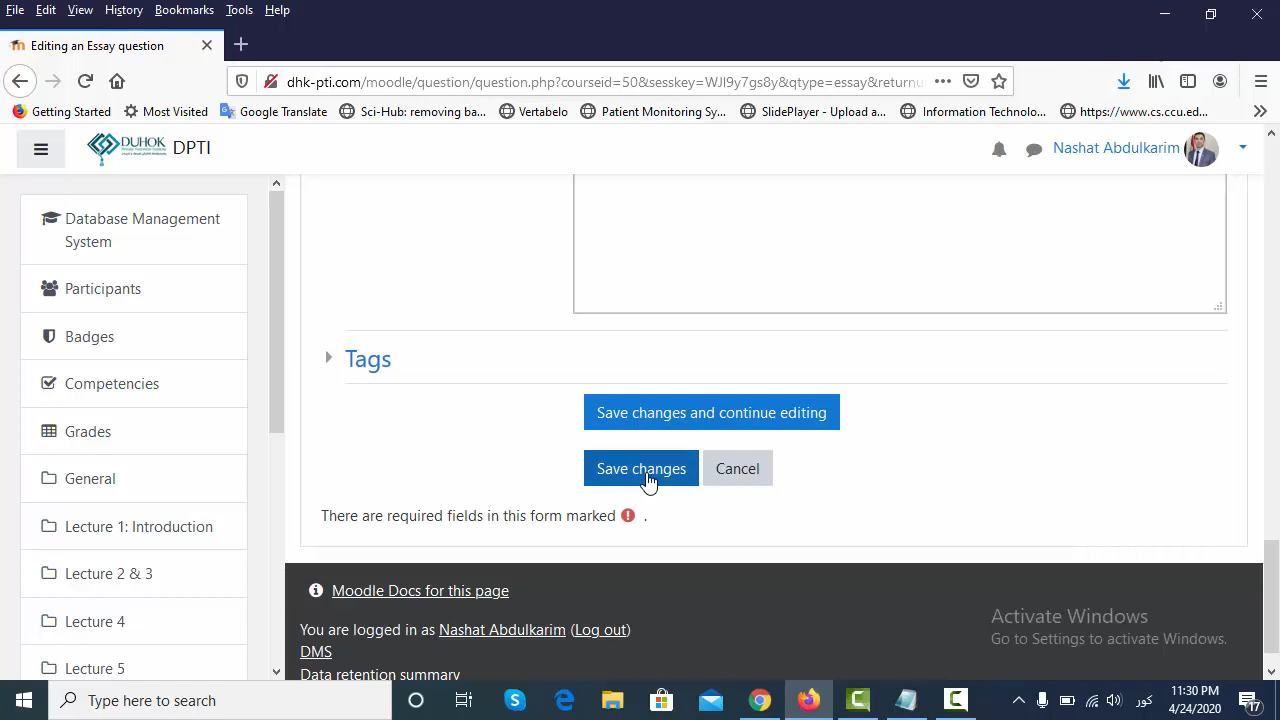 File Edit View History Bookmarks Tools Help
Editing an Essay question
dhk-pti.com/moodle/question/question.php?courseid=50&sesskey=WJI9y7gs8y&qtype=essay&returnu
Getting Started Most Visited Google Translate Sci-Hub: removing ba... Vertabelo Patient Monitoring Sy... SlidePlayer - Upload a... Information Technolo... https://www.cs.ccu.ed...
DUHOK DPTI Nashat Abdulkarim
Database Management
System
Participants
Badges
Competencies
Grades
General
Lecture 1: Introduction
Lecture 2 & 3
Lecture 4
Lecture 5
Tags
Save changes and continue editing
Save changes Cancel
There are required fields in this form marked .
Moodle Docs for this page
You are logged in as Nashat Abdulkarim (Log out)
DMS
Data retention summary
Activate Windows
Go to Settings to activate Windows.
Type here to search
کور
11:30 PM
4/24/2020
17